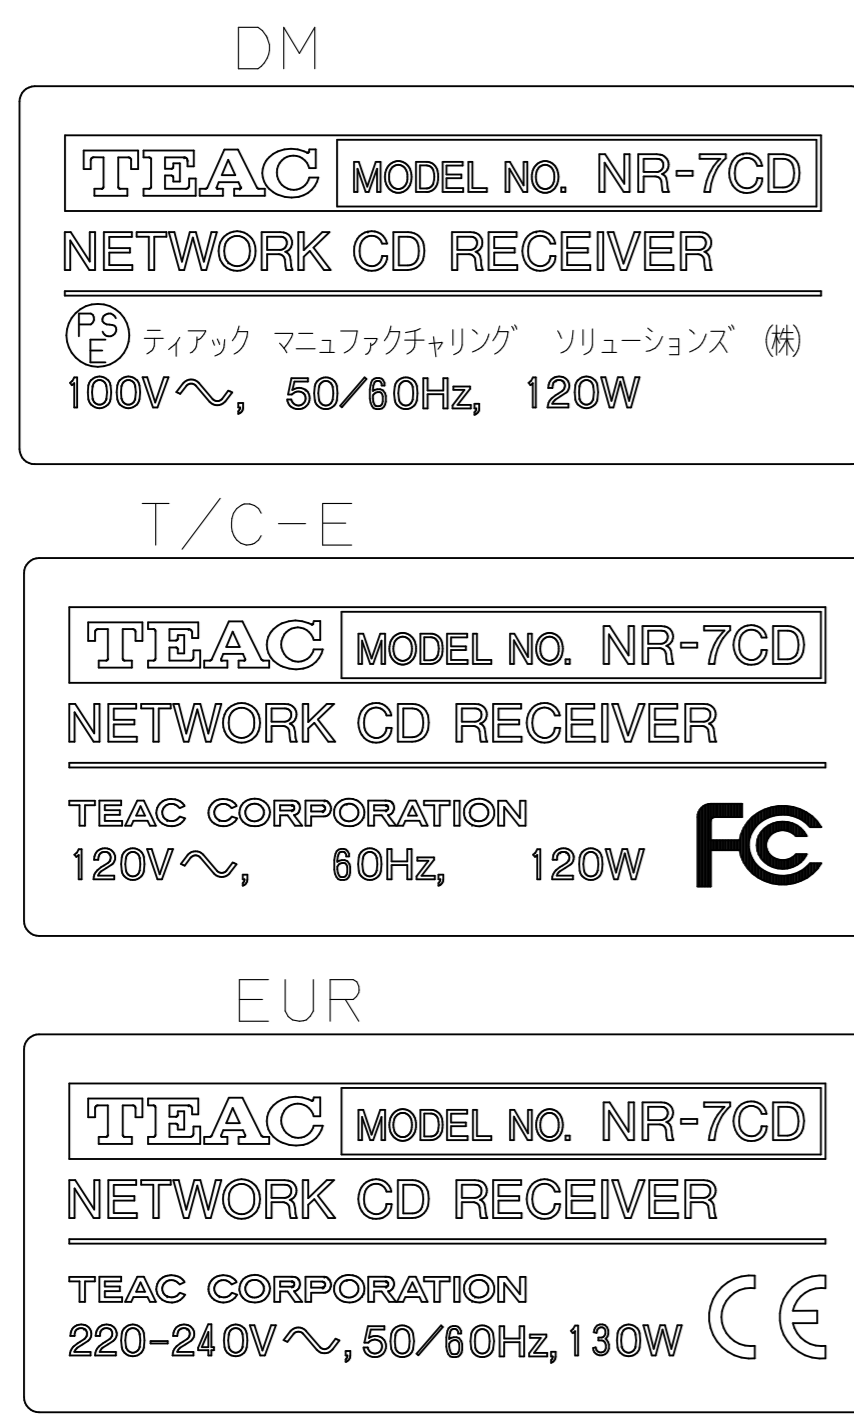 DM
TEAC MODEL NO. NR-7CD
NETWORK CD RECEIVER
PSE ティアック マニュファクチャリング ソリューションズ (株)
100V～, 50/60Hz, 120W
T/C-E
TEAC MODEL NO. NR-7CD
NETWORK CD RECEIVER
TEAC CORPORATION
120V～, 60Hz, 120W FC
EUR
TEAC MODEL NO. NR-7CD
NETWORK CD RECEIVER
TEAC CORPORATION
220-240V～, 50/60Hz, 130W CE